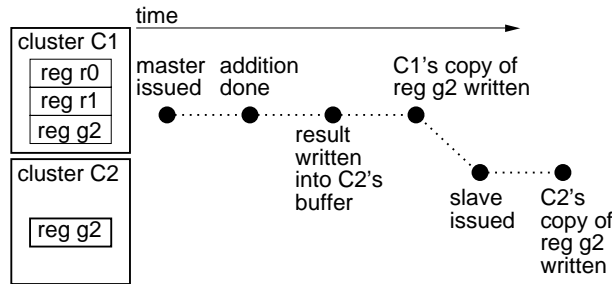 time
cluster C1
reg r0
reg r1
reg g2
master
issued
addition
done
result
written
into C2's
buffer
C1's copy of
reg g2 written
cluster C2
reg g2
slave
issued
C2's
copy of
reg g2
written